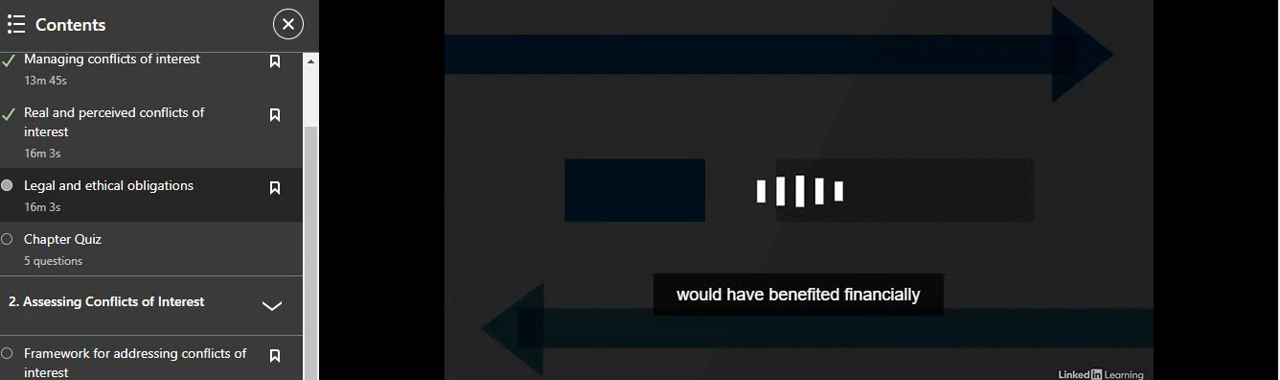 Contents
Managing conflicts of interest
13m 45s
Real and perceived conflicts of
interest
16m 3s
Legal and ethical obligations
16m 3s
Chapter Quiz
5 questions
2. Assessing Conflicts of Interest
Framework for addressing conflicts of
interest
would have benefited financially
Linked in Learning